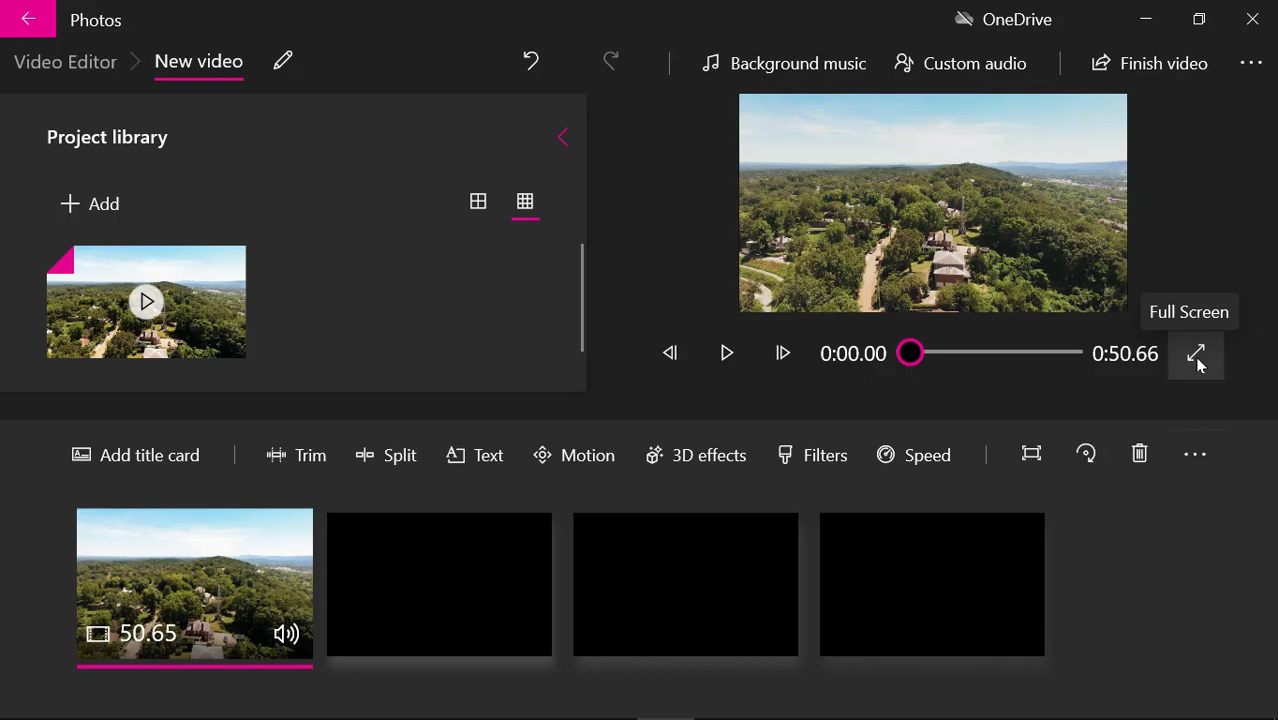 Photos
OneDrive
Video Editor
New video
Background music
Custom audio
Finish video
Project library
Add
Full Screen
0:00.00
0:50.66
Add title card
Trim
Split
Text
Motion
3D effects
Filters
Speed
50.65